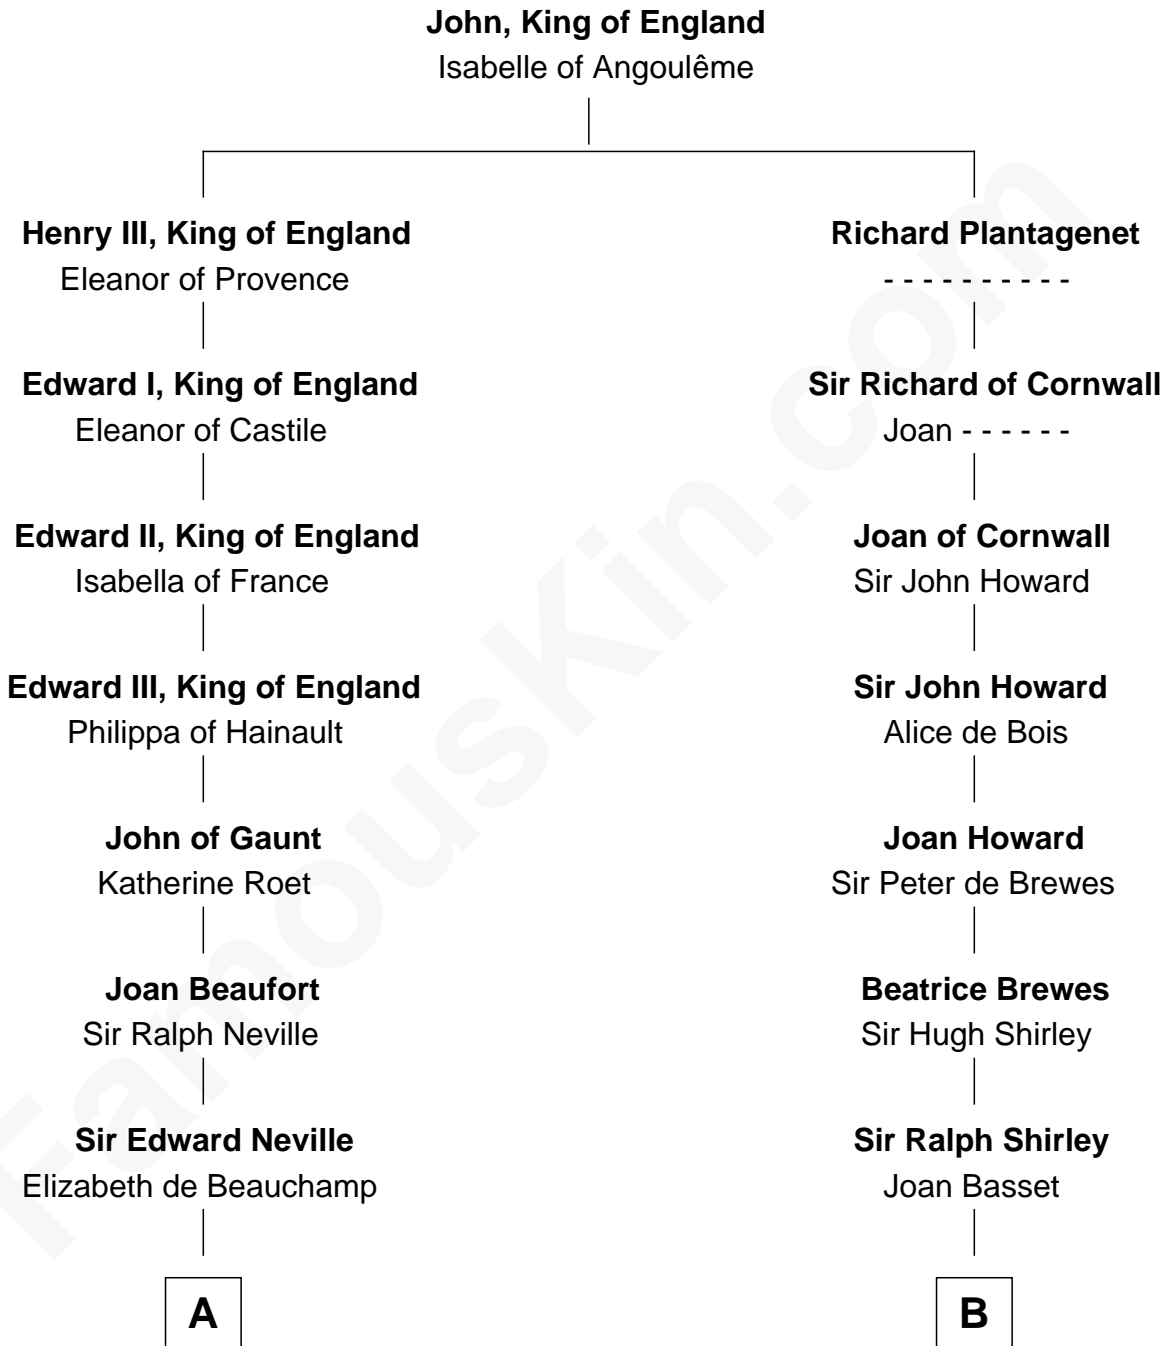 John, King of England
Isabelle of Angoulême
Henry III, King of England
Eleanor of Provence
Richard Plantagenet
- - - - - - - - - -
Edward I, King of England
Eleanor of Castile
Sir Richard of Cornwall
Joan - - - - - -
Edward II, King of England
Isabella of France
Joan of Cornwall
Sir John Howard
Edward III, King of England
Philippa of Hainault
Sir John Howard
Alice de Bois
John of Gaunt
Katherine Roet
Joan Howard
Sir Peter de Brewes
Joan Beaufort
Sir Ralph Neville
Beatrice Brewes
Sir Hugh Shirley
Sir Edward Neville
Elizabeth de Beauchamp
Sir Ralph Shirley
Joan Basset
A
B
FamousKin.com